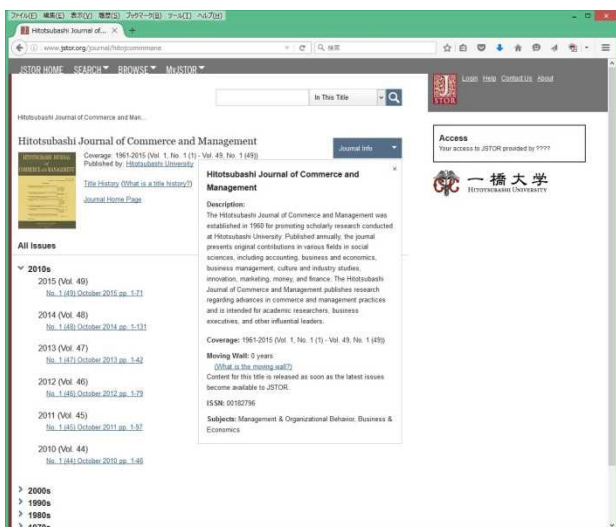 ファイル(F) 編集(E) 表示(V) 履歴(S) ブックマーク(B) ツール(T) ヘルプ(H)
Hitotsubashi Journal of...
www.jstor.org/journal/hitojcommmana
検索
JSTOR HOME SEARCH BROWSE MYJSTOR
In This Title
JSTOR
Login Help Contact Us About
Hitotsubashi Journal of Commerce and Man...
Hitotsubashi Journal of Commerce and Management
Journal Info
HITOTSUBASHI JOURNAL
OF
COMMERCE and MANAGEMENT
Coverage: 1961-2015 (Vol. 1, No. 1 (1) - Vol. 49, No. 1 (49))
Published by: Hitotsubashi University
Title History (What is a title history?)
Journal Home Page
Hitotsubashi Journal of Commerce and
Management
Description:
The Hitotsubashi Journal of Commerce and Management was
established in 1960 for promoting scholarly research conducted
at Hitotsubashi University. Published annually, the journal
presents original contributions in various fields in social
sciences, including accounting, business and economics,
business management, culture and industry studies,
innovation, marketing, money, and finance. The Hitotsubashi
Journal of Commerce and Management publishes research
regarding advances in commerce and management practices
and is intended for academic researchers, business
executives, and other influential leaders.
Coverage: 1961-2015 (Vol. 1, No. 1 (1) - Vol. 49, No. 1 (49))
Moving Wall: 0 years
(What is the moving wall?)
Content for this title is released as soon as the latest issues
become available to JSTOR.
ISSN: 00182796
Subjects: Management & Organizational Behavior, Business &
Economics
Access
Your access to JSTOR provided by ????
一橋大学
HITOTSUBASHI UNIVERSITY
All Issues
2010s
2015 (Vol. 49)
No. 1 (49) October 2015 pp. 1-71
2014 (Vol. 48)
No. 1 (48) October 2014 pp. 1-131
2013 (Vol. 47)
No. 1 (47) October 2013 pp. 1-42
2012 (Vol. 46)
No. 1 (46) October 2012 pp. 1-79
2011 (Vol. 45)
No. 1 (45) October 2011 pp. 1-97
2010 (Vol. 44)
No. 1 (44) October 2010 pp. 1-46
2000s
1990s
1980s
1970s